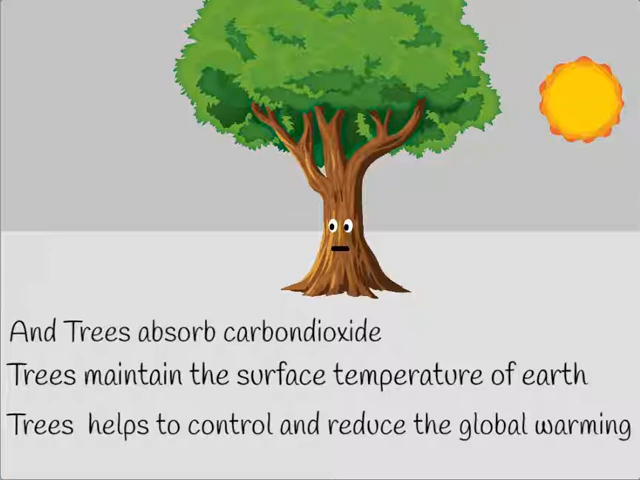 And Trees absorb carbondioxide
Trees maintain the surface temperature of earth
Trees helps to control and reduce the global warming